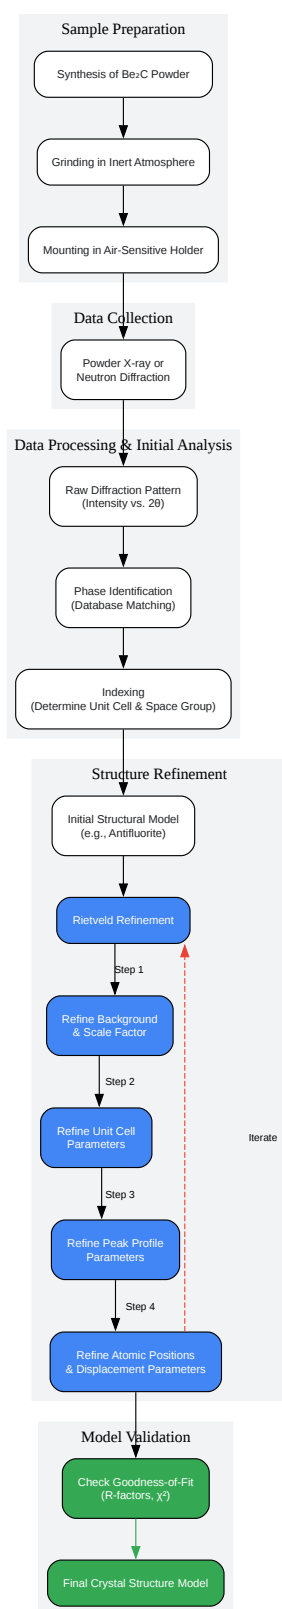 Sample Preparation
Synthesis of Be₂C Powder
Grinding in Inert Atmosphere
Mounting in Air-Sensitive Holder
Data Collection
Powder X-ray or
Neutron Diffraction
Data Processing & Initial Analysis
Raw Diffraction Pattern
(Intensity vs. 2θ)
Phase Identification
(Database Matching)
Indexing
(Determine Unit Cell & Space Group)
Structure Refinement
Initial Structural Model
(e.g., Antifluorite)
Rietveld Refinement
Step 1
Refine Background
& Scale Factor
Step 2
Refine Unit Cell
Parameters
Iterate
Step 3
Refine Peak Profile
Parameters
Step 4
Refine Atomic Positions
& Displacement Parameters
Model Validation
Check Goodness-of-Fit
(R-factors, χ²)
Final Crystal Structure Model